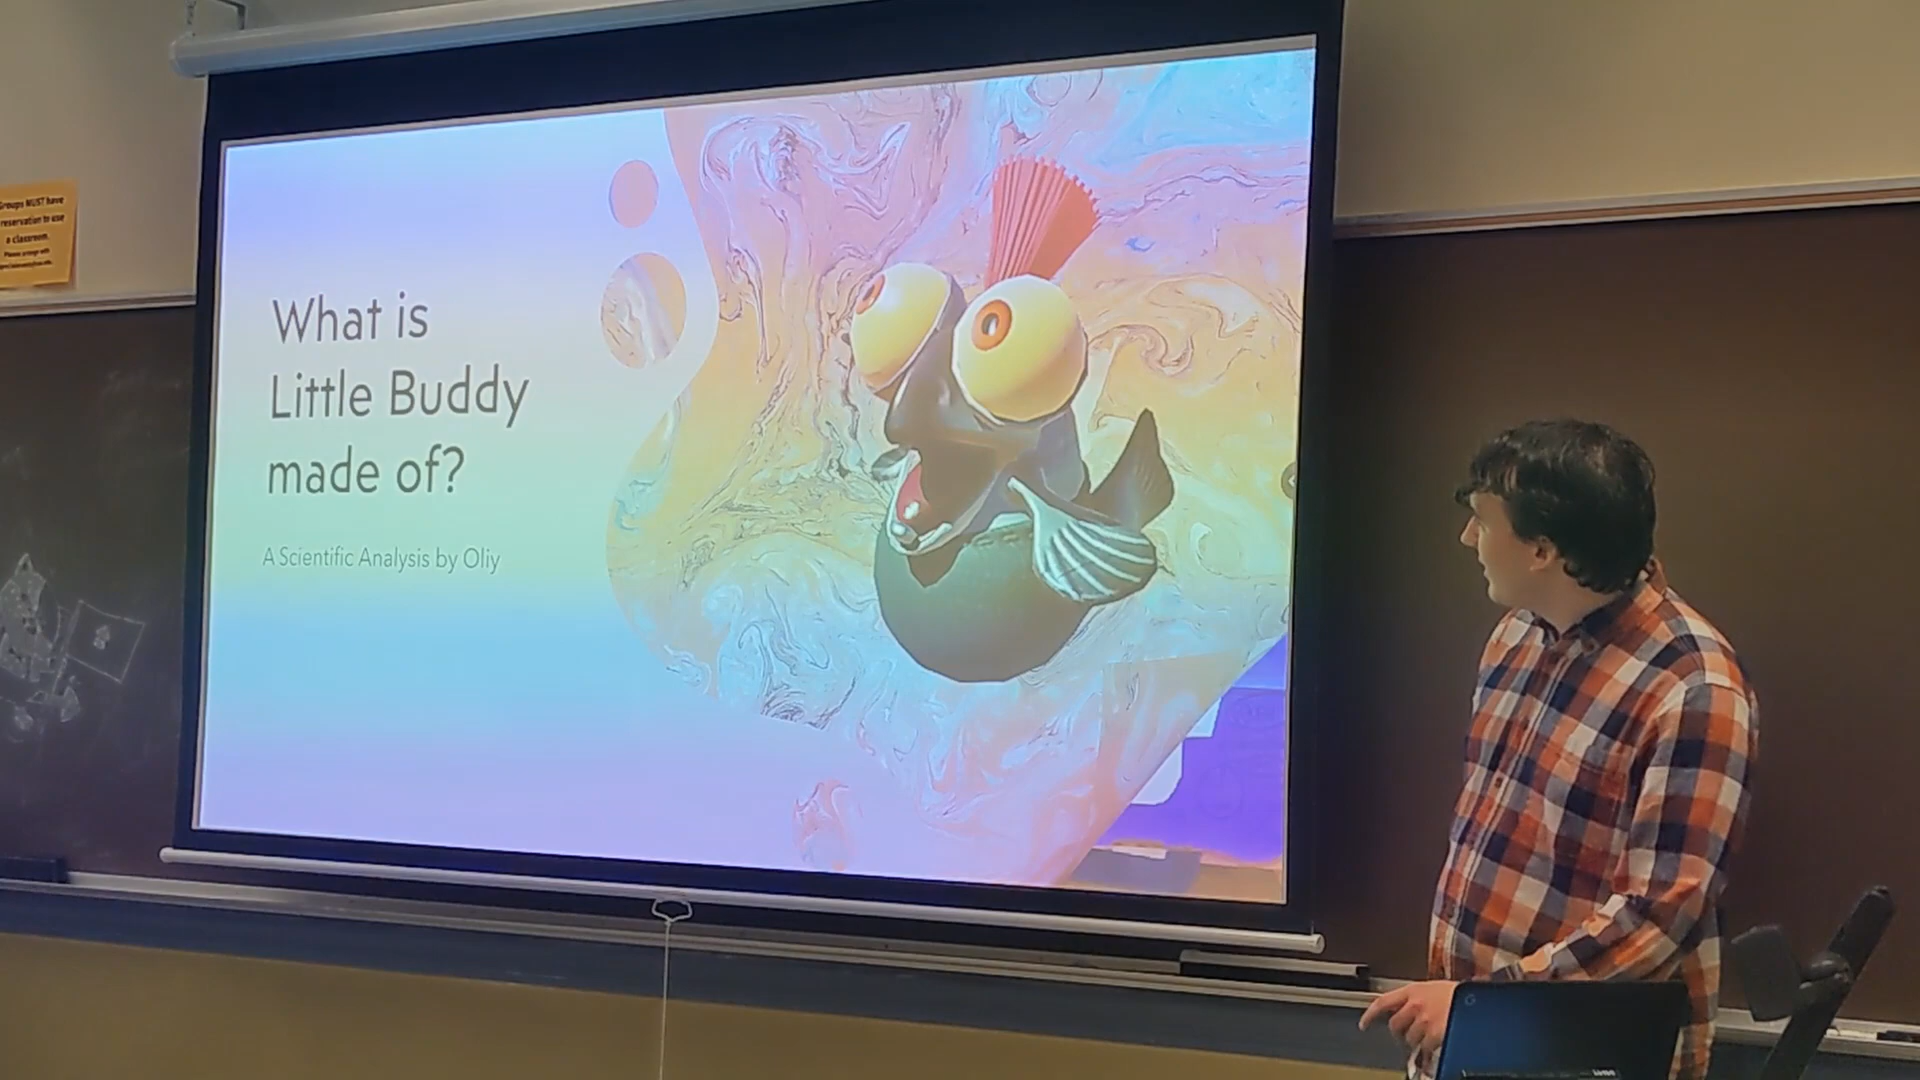 Groups MUST have
reservation to use
a classroom.
What is
Little Buddy
made of?
A Scientific Analysis by Oliy
G